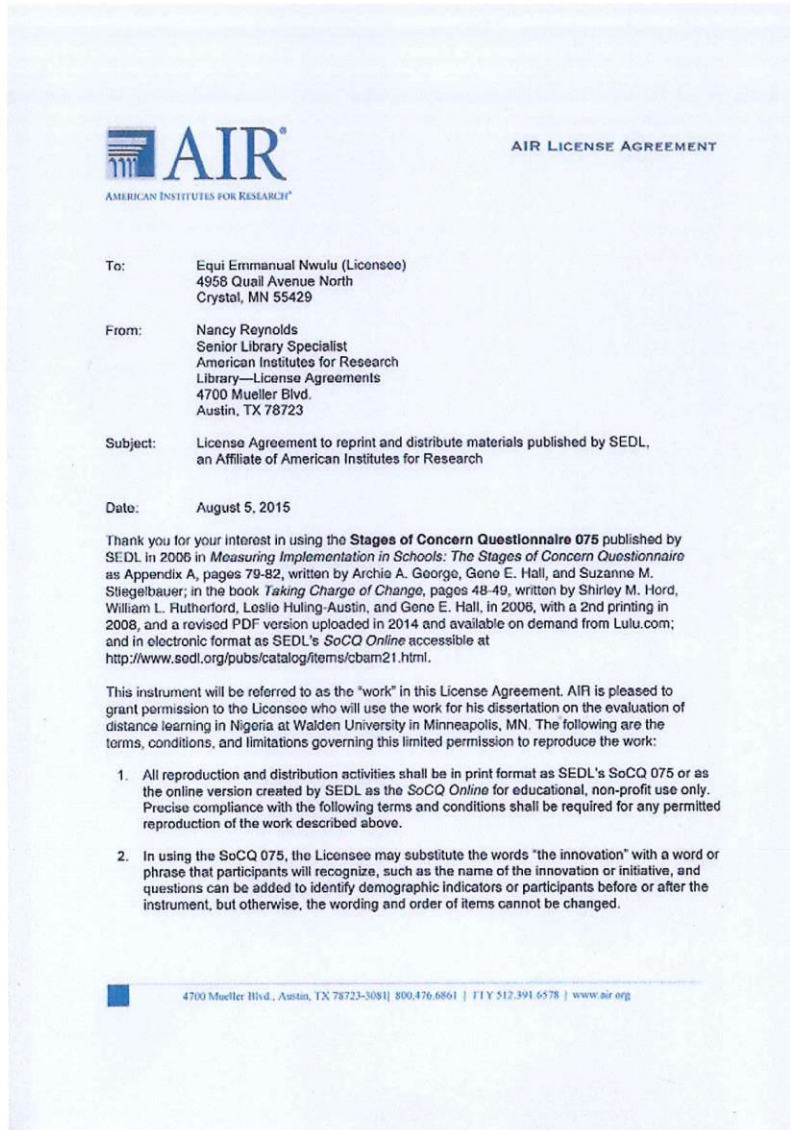 AIR®
AIR LICENSE AGREEMENT
AMERICAN INSTITUTES FOR RESEARCH®
To: Equi Emmanual Nwulu (Licensee)
4958 Quail Avenue North
Crystal, MN 55429
From: Nancy Reynolds
Senior Library Specialist
American Institutes for Research
Library—License Agreements
4700 Mueller Blvd.
Austin, TX 78723
Subject: License Agreement to reprint and distribute materials published by SEDL,
an Affiliate of American Institutes for Research
Date: August 5, 2015
Thank you for your interest in using the Stages of Concern Questionnaire 075 published by
SEDL in 2006 in Measuring Implementation in Schools: The Stages of Concern Questionnaire
as Appendix A, pages 79-82, written by Archie A. George, Gene E. Hall, and Suzanne M.
Stiegelbauer; in the book Taking Charge of Change, pages 48-49, written by Shirley M. Hord,
William L. Rutherford, Leslie Huling-Austin, and Gene E. Hall, in 2006, with a 2nd printing in
2008, and a revised PDF version uploaded in 2014 and available on demand from Lulu.com;
and in electronic format as SEDL's SoCQ Online accessible at
http://www.sedl.org/pubs/catalog/items/cbam21.html.
This instrument will be referred to as the "work" in this License Agreement. AIR is pleased to
grant permission to the Licensee who will use the work for his dissertation on the evaluation of
distance learning in Nigeria at Walden University in Minneapolis, MN. The following are the
terms, conditions, and limitations governing this limited permission to reproduce the work:
1. All reproduction and distribution activities shall be in print format as SEDL's SoCQ 075 or as
the online version created by SEDL as the SoCQ Online for educational, non-profit use only.
Precise compliance with the following terms and conditions shall be required for any permitted
reproduction of the work described above.
2. In using the SoCQ 075, the Licensee may substitute the words "the innovation" with a word or
phrase that participants will recognize, such as the name of the innovation or initiative, and
questions can be added to identify demographic indicators or participants before or after the
instrument, but otherwise, the wording and order of items cannot be changed.
4700 Mueller Blvd., Austin, TX 78723-3081| 800.476.6861 | TTY 512.391.6578 | www.air.org